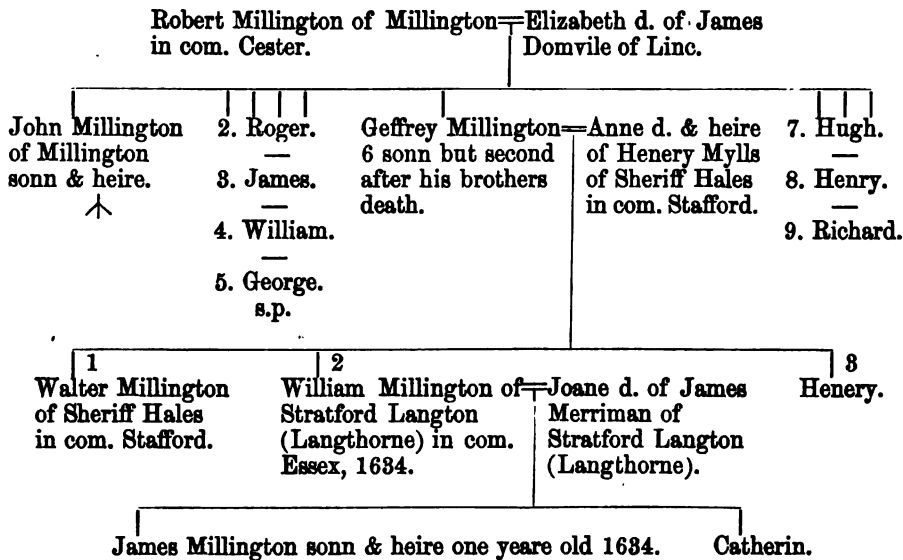 Robert Millington of Millington=Elizabeth d. of James
in com. Cester. Domvile of Linc.
John Millington
of Millington
sonn & heire.
2. Roger.
—
3. James.
—
4. William.
—
5. George.
s.p.
Geffrey Millington=Anne d. & heire
6 sonn but second of Henery Mylls
after his brothers of Sheriff Hales
death. in com. Stafford.
7. Hugh.
—
8. Henry.
—
9. Richard.
1
Walter Millington
of Sheriff Hales
in com. Stafford.
2
William Millington of=Joane d. of James
Stratford Langton Merriman of
(Langthorne) in com. Stratford Langton
Essex, 1634. (Langthorne).
3
Henery.
James Millington sonn & heire one yeare old 1634. Catherin.